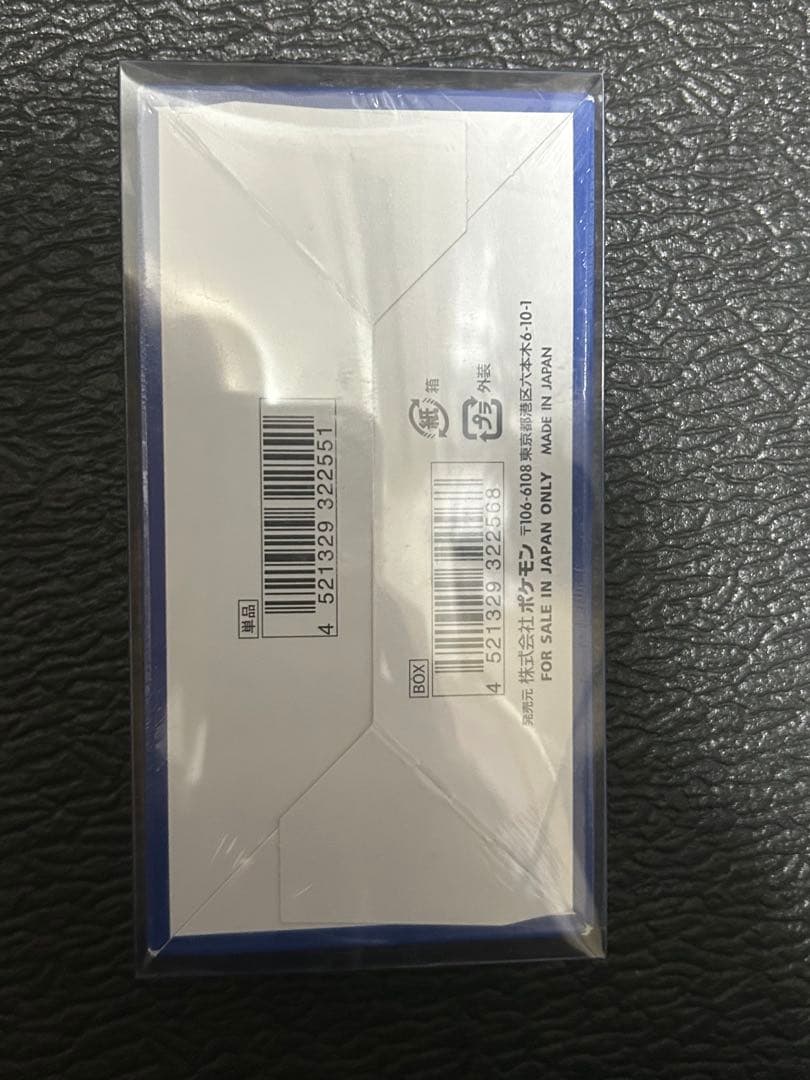 単品
4 521329 322551
BOX
4 521329 322568
紙 箱
プラ 外装
発売元 株式会社 ポケモン 〒106-6108 東京都港区六本木6-10-1
FOR SALE IN JAPAN ONLY MADE IN JAPAN